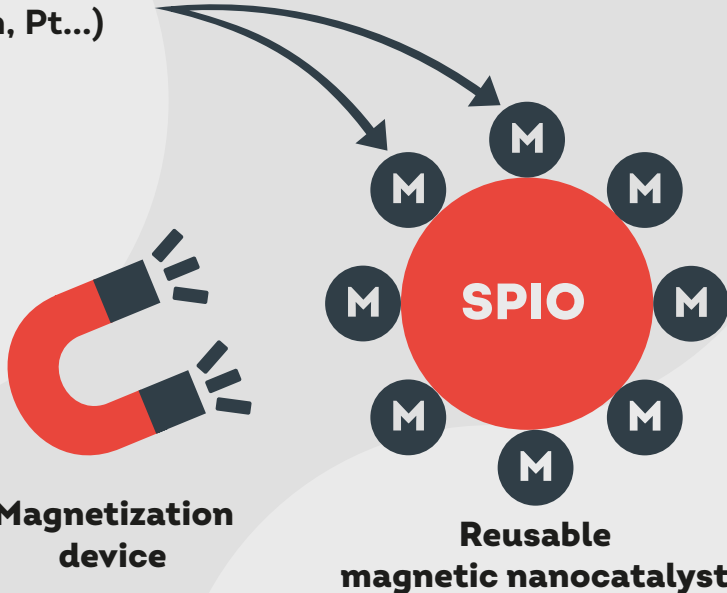 , Pt...)
M
M
M
M
SPIO
M
M
M
M
Magnetization
device
Reusable
magnetic nanocatalyst